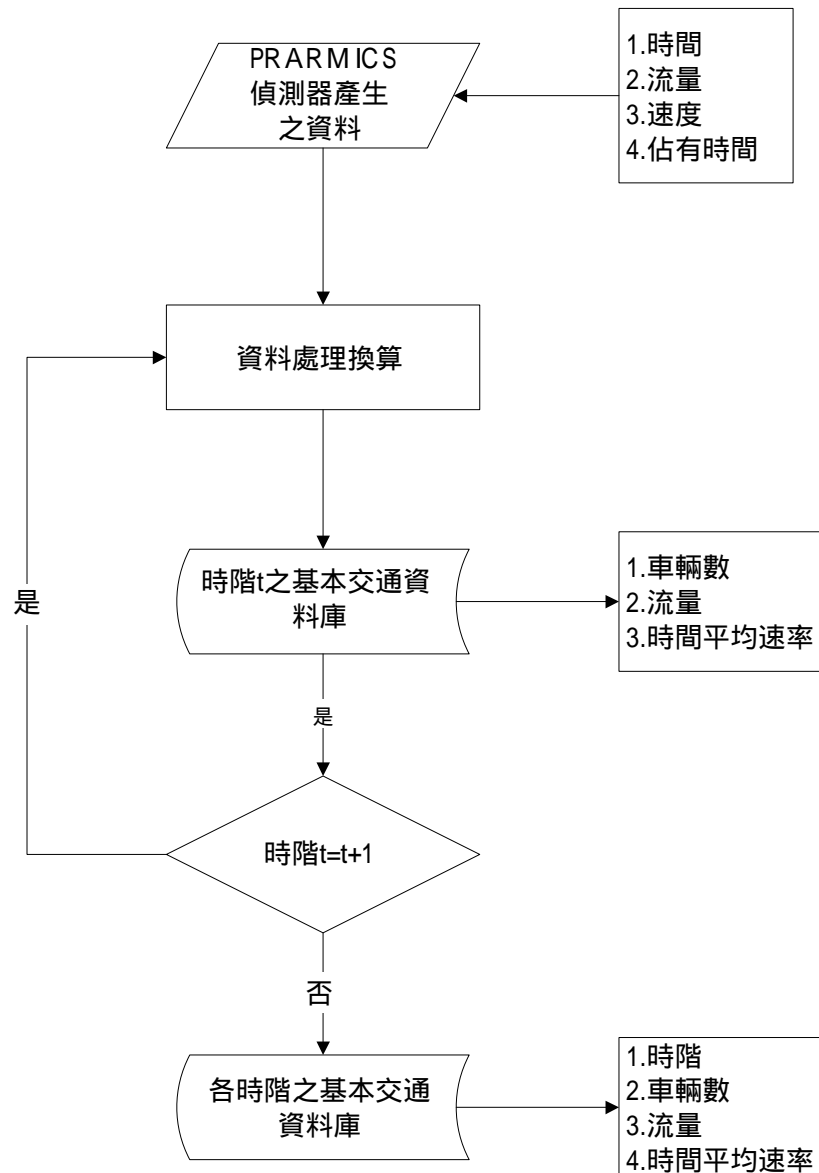 PRARMICS
偵測器產生
之資料
1.時間
2.流量
3.速度
4.佔有時間
資料處理換算
時階t之基本交通資
料庫
1.車輛數
2.流量
3.時間平均速率
是
是
時階t=t+1
否
各時階之基本交通
資料庫
1.時階
2.車輛數
3.流量
4.時間平均速率